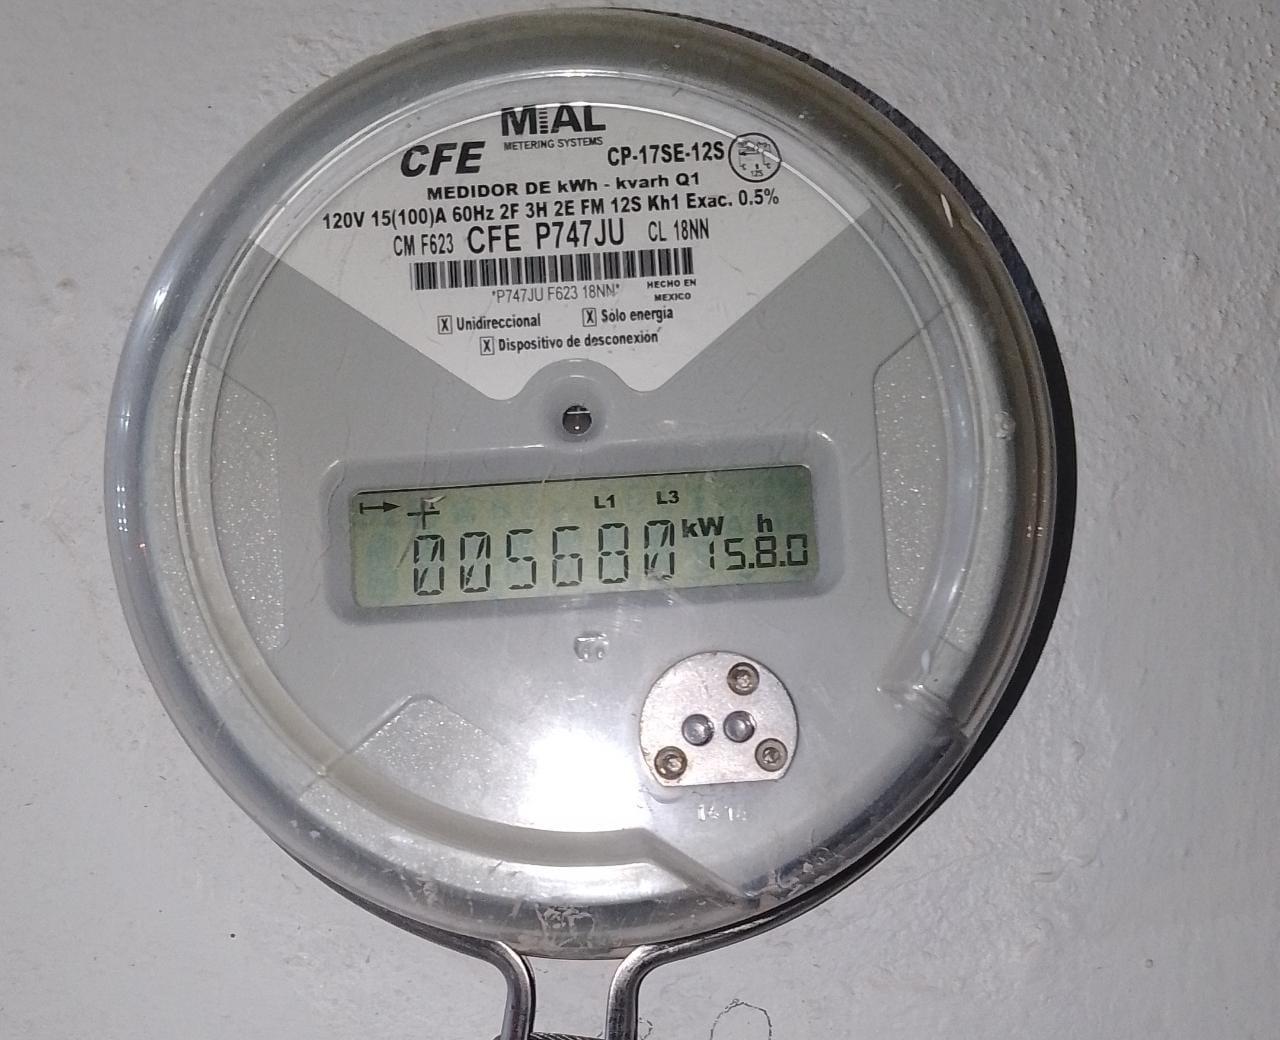 MIAL
METERING SYSTEMS
CFE
CP-17SE-12S
MEDIDOR DE kWh - kvarh Q1
120V 15(100)A 60Hz 2F 3H 2E FM 12S Kh1 Exac. 0.5%
CM F623 CFE P747JU CL 18NN
*P747JU F623 18NN*
HECHO EN
MEXICO
X Unidireccional X Solo energía
X Dispositivo de desconexión
L1 L3
005680 kW h 15.8.0